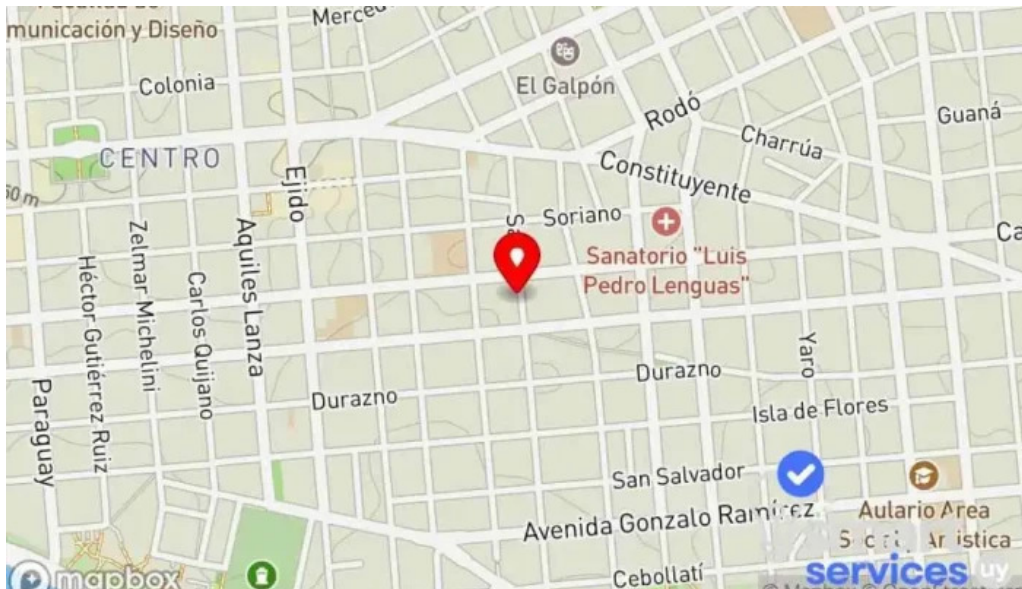 Merced
municación y Diseño
Colonia
El Galpón
Rodó
Guaná
Charrúa
CENTRO
Constituyente
50 m
Ejido
Soriano
Sanatorio "Luis
Pedro Lenguas"
Zelmar Michelini
Aquiles Lanza
Héctor Gutiérrez Ruiz
Carlos Quijano
Yaro
Paraguay
Durazno
Durazno
Isla de Flores
San Salvador
Avenida Gonzalo Ramírez
Aulario Area
Cebollatí
mapbox
services uy